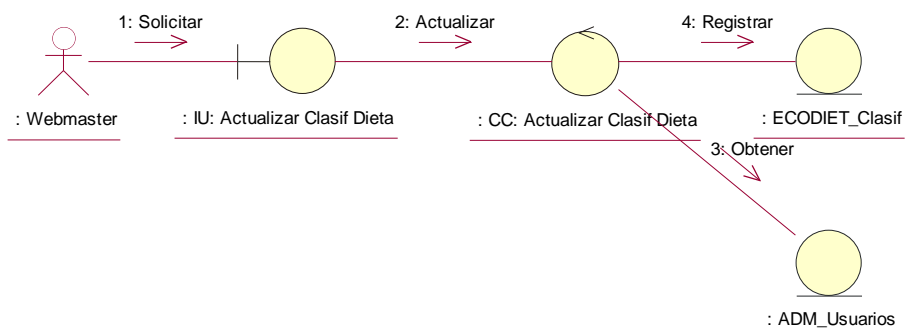 1: Solicitar
2: Actualizar
4: Registrar
: Webmaster
: IU: Actualizar Clasif Dieta
: CC: Actualizar Clasif Dieta
: ECODIET_Clasif
3: Obtener
: ADM_Usuarios